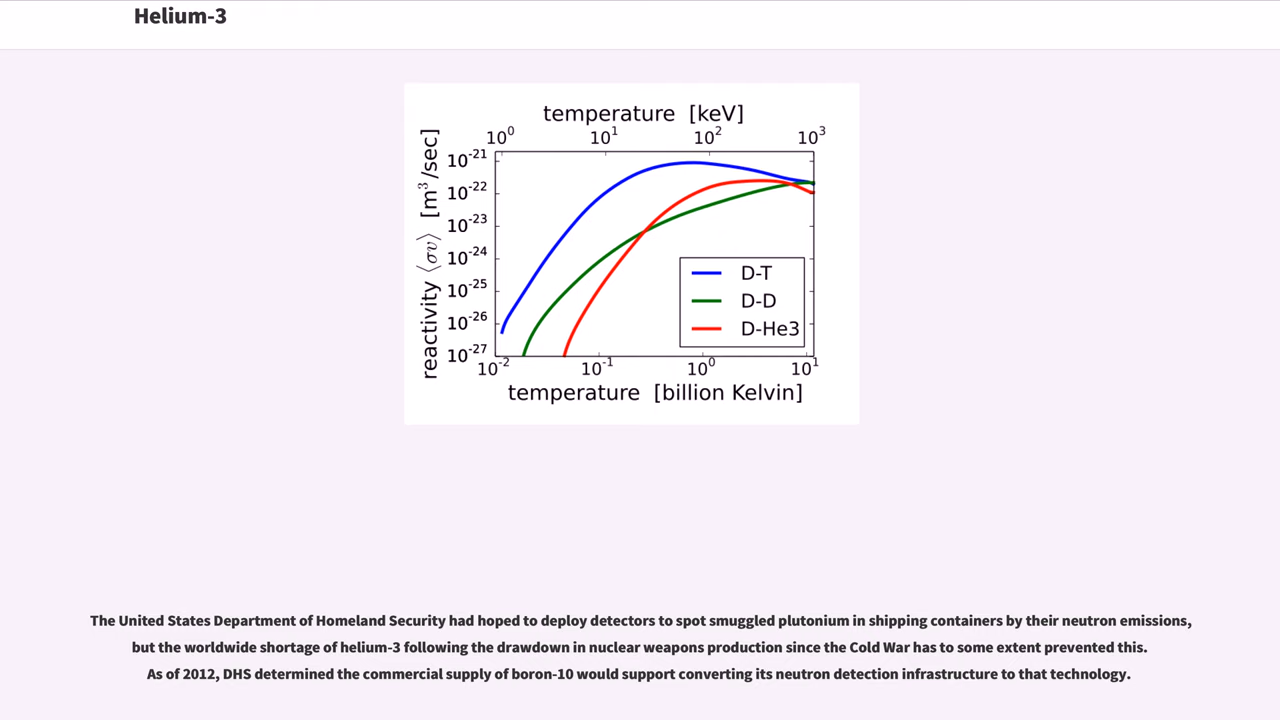 Helium-3
temperature [keV]
10^0 10^1 10^2 10^3
reactivity ⟨σv⟩ [m^3/sec]
10^-21
10^-22
10^-23
10^-24
10^-25
10^-26
10^-27
D-T
D-D
D-He3
10^-2 10^-1 10^0 10^1
temperature [billion Kelvin]
The United States Department of Homeland Security had hoped to deploy detectors to spot smuggled plutonium in shipping containers by their neutron emissions,
but the worldwide shortage of helium-3 following the drawdown in nuclear weapons production since the Cold War has to some extent prevented this.
As of 2012, DHS determined the commercial supply of boron-10 would support converting its neutron detection infrastructure to that technology.